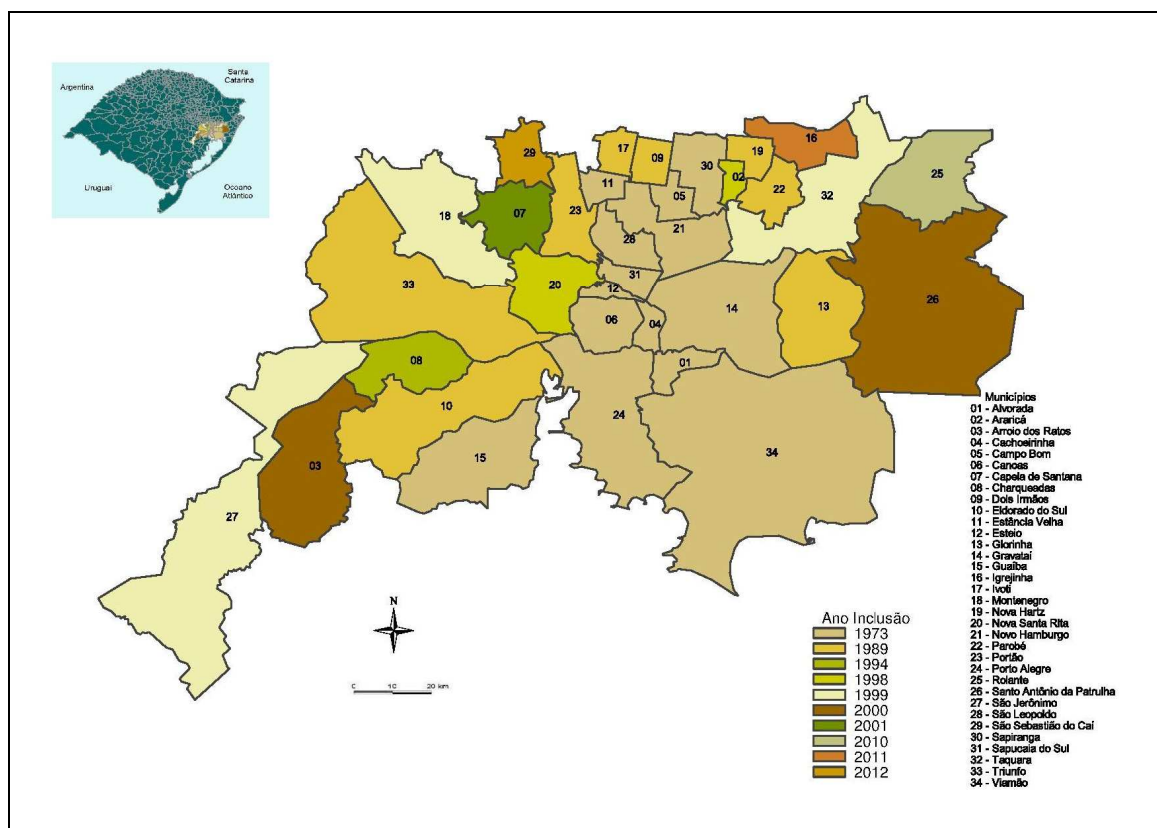 Santa
Catarina
Argentina
Uruguai
Oceano
Atlântico
29
17
09
30
19
16
02
11
05
22
25
18
07
23
32
28
21
31
33
20
12
14
13
26
06
04
08
01
10
24
15
34
03
27
N
0 10 20 km
Ano Inclusão
1973
1989
1994
1998
1999
2000
2001
2010
2011
2012
Municípios
01 - Alvorada
02 - Araricá
03 - Arroio dos Ratos
04 - Cachoeirinha
05 - Campo Bom
06 - Canoas
07 - Capela de Santana
08 - Charqueadas
09 - Dois Irmãos
10 - Eldorado do Sul
11 - Estância Velha
12 - Esteio
13 - Glorinha
14 - Gravataí
15 - Guaíba
16 - Igrejinha
17 - Ivoti
18 - Montenegro
19 - Nova Hartz
20 - Nova Santa Rita
21 - Novo Hamburgo
22 - Parobé
23 - Portão
24 - Porto Alegre
25 - Rolante
26 - Santo Antônio da Patrulha
27 - São Jerônimo
28 - São Leopoldo
29 - São Sebastião do Caí
30 - Sapiranga
31 - Sapucaia do Sul
32 - Taquara
33 - Triunfo
34 - Viamão